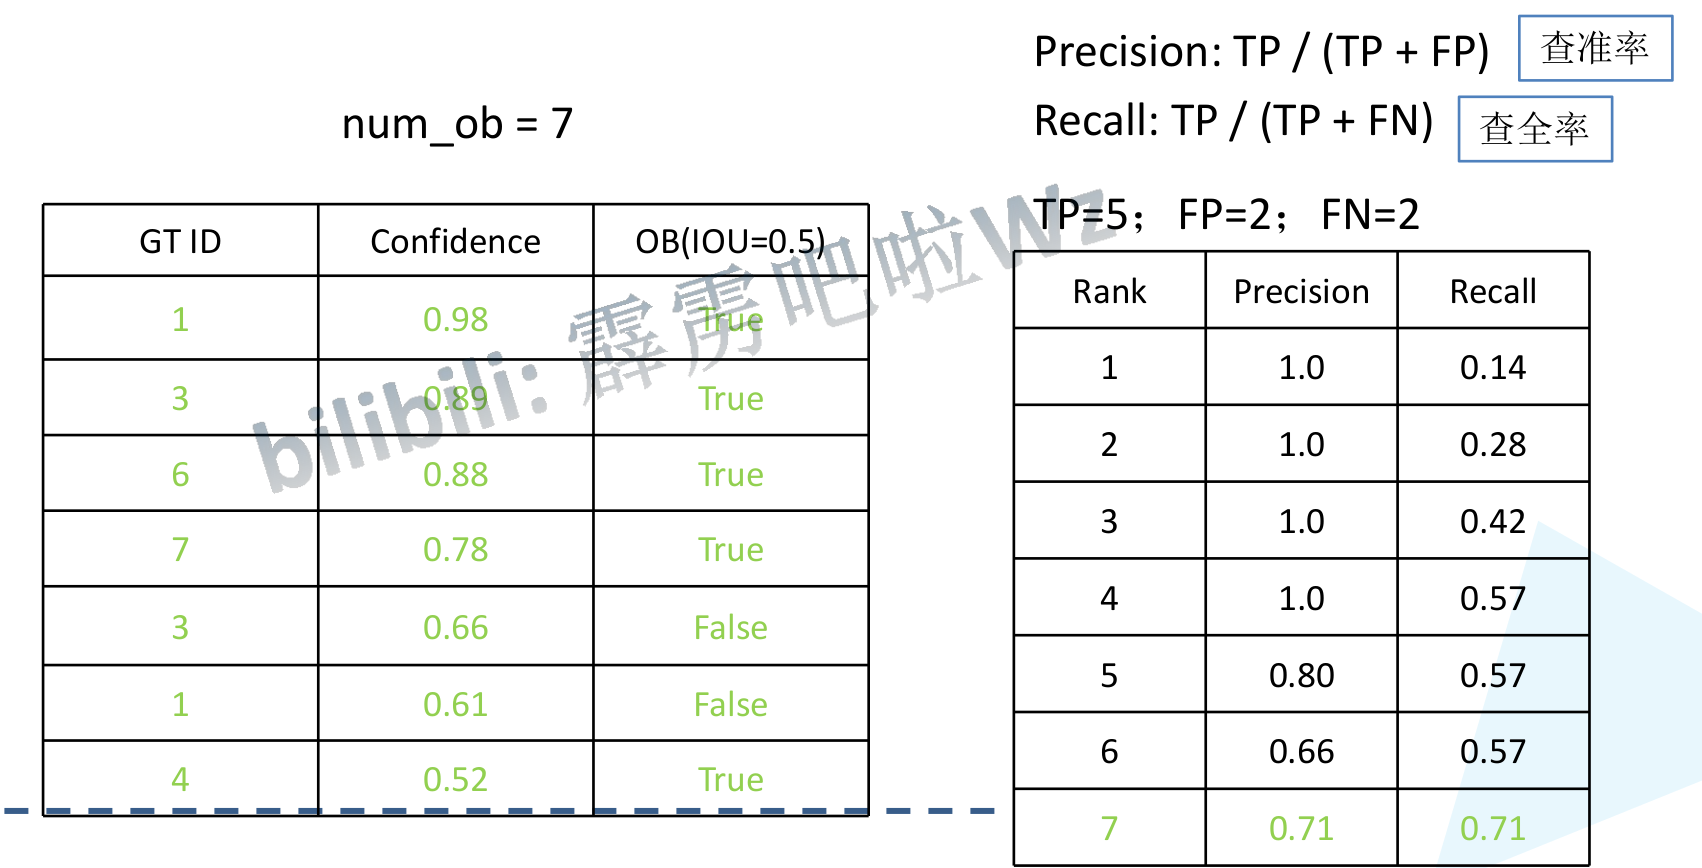 Precision: TP / (TP + FP) 查准率
num_ob = 7
Recall: TP / (TP + FN) 查全率
TP=5； FP=2； FN=2
GT ID Confidence OB(IOU=0.5)
1 0.98 True
3 0.89 True
6 0.88 True
7 0.78 True
3 0.66 False
1 0.61 False
4 0.52 True
Rank Precision Recall
1 1.0 0.14
2 1.0 0.28
3 1.0 0.42
4 1.0 0.57
5 0.80 0.57
6 0.66 0.57
7 0.71 0.71
bilibili: 霹雳吧啦Wz